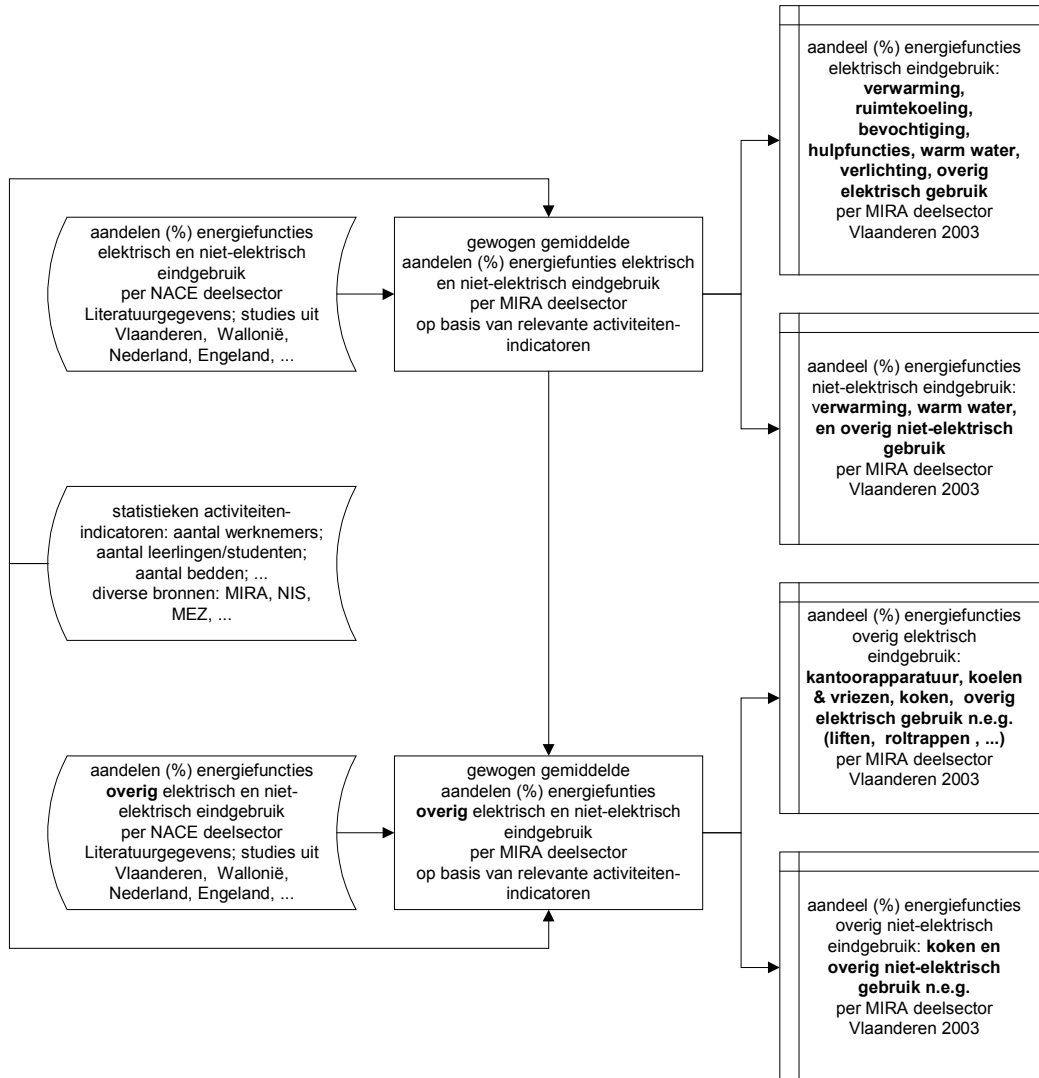 aandeel (%) energiefuncties
elektrisch eindgebruik:
verwarming,
ruimtekoeling,
bevochtiging,
hulpfuncties, warm water,
verlichting, overig
elektrisch gebruik
per MIRA deelsector
Vlaanderen 2003
aandelen (%) energiefuncties
elektrisch en niet-elektrisch
eindgebruik
per NACE deelsector
Literatuurgegevens; studies uit
Vlaanderen, Wallonië,
Nederland, Engeland, ...
gewogen gemiddelde
aandelen (%) energiefunties elektrisch
en niet-elektrisch eindgebruik
per MIRA deelsector
op basis van relevante activiteiten-
indicatoren
aandeel (%) energiefuncties
niet-elektrisch eindgebruik:
verwarming, warm water,
en overig niet-elektrisch
gebruik
per MIRA deelsector
Vlaanderen 2003
statistieken activiteiten-
indicatoren: aantal werknemers;
aantal leerlingen/studenten;
aantal bedden; ...
diverse bronnen: MIRA, NIS,
MEZ, ...
aandeel (%) energiefuncties
overig elektrisch
eindgebruik:
kantoorapparatuur, koelen
& vriezen, koken, overig
elektrisch gebruik n.e.g.
(liften, roltrappen , ...)
per MIRA deelsector
Vlaanderen 2003
aandelen (%) energiefuncties
overig elektrisch en niet-
elektrisch eindgebruik
per NACE deelsector
Literatuurgegevens; studies uit
Vlaanderen, Wallonië,
Nederland, Engeland, ...
gewogen gemiddelde
aandelen (%) energiefunties
overig elektrisch en niet-elektrisch
eindgebruik
per MIRA deelsector
op basis van relevante activiteiten-
indicatoren
aandeel (%) energiefuncties
overig niet-elektrisch
eindgebruik: koken en
overig niet-elektrisch
gebruik n.e.g.
per MIRA deelsector
Vlaanderen 2003